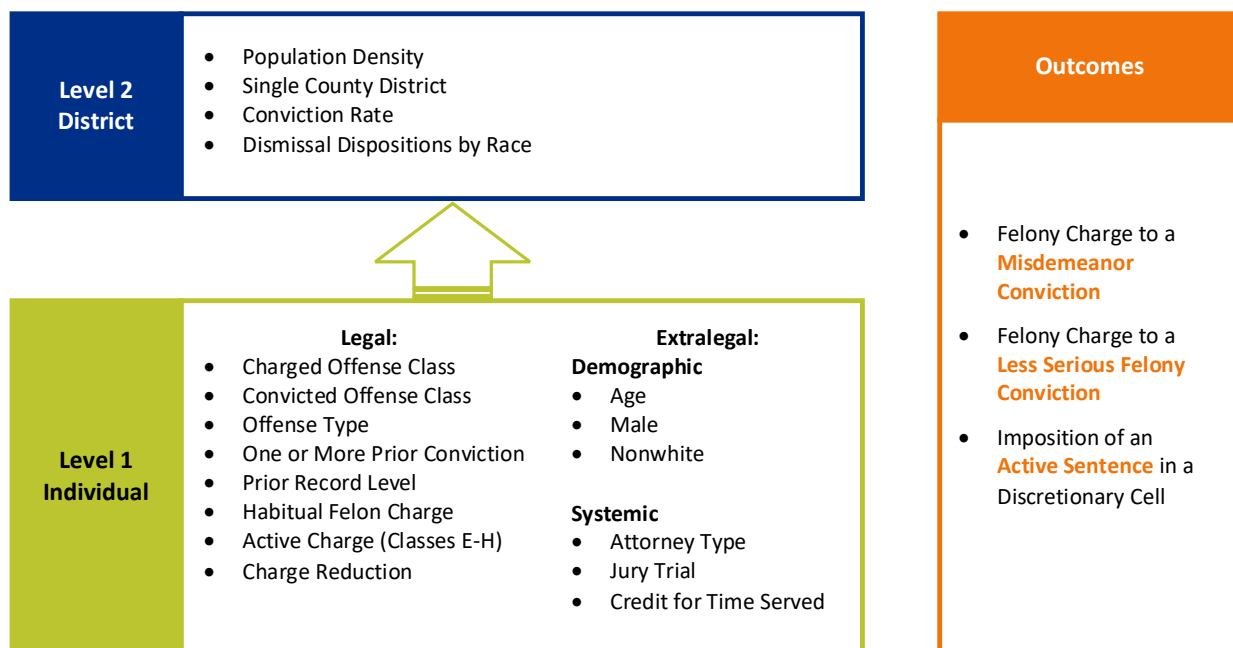 Level 2
District
• Population Density
• Single County District
• Conviction Rate
• Dismissal Dispositions by Race
Level 1
Individual
Legal:
• Charged Offense Class
• Convicted Offense Class
• Offense Type
• One or More Prior Conviction
• Prior Record Level
• Habitual Felon Charge
• Active Charge (Classes E-H)
• Charge Reduction
Extralegal:
Demographic
• Age
• Male
• Nonwhite
Systemic
• Attorney Type
• Jury Trial
• Credit for Time Served
Outcomes
• Felony Charge to a
Misdemeanor
Conviction
• Felony Charge to a
Less Serious Felony
Conviction
• Imposition of an
Active Sentence in a
Discretionary Cell